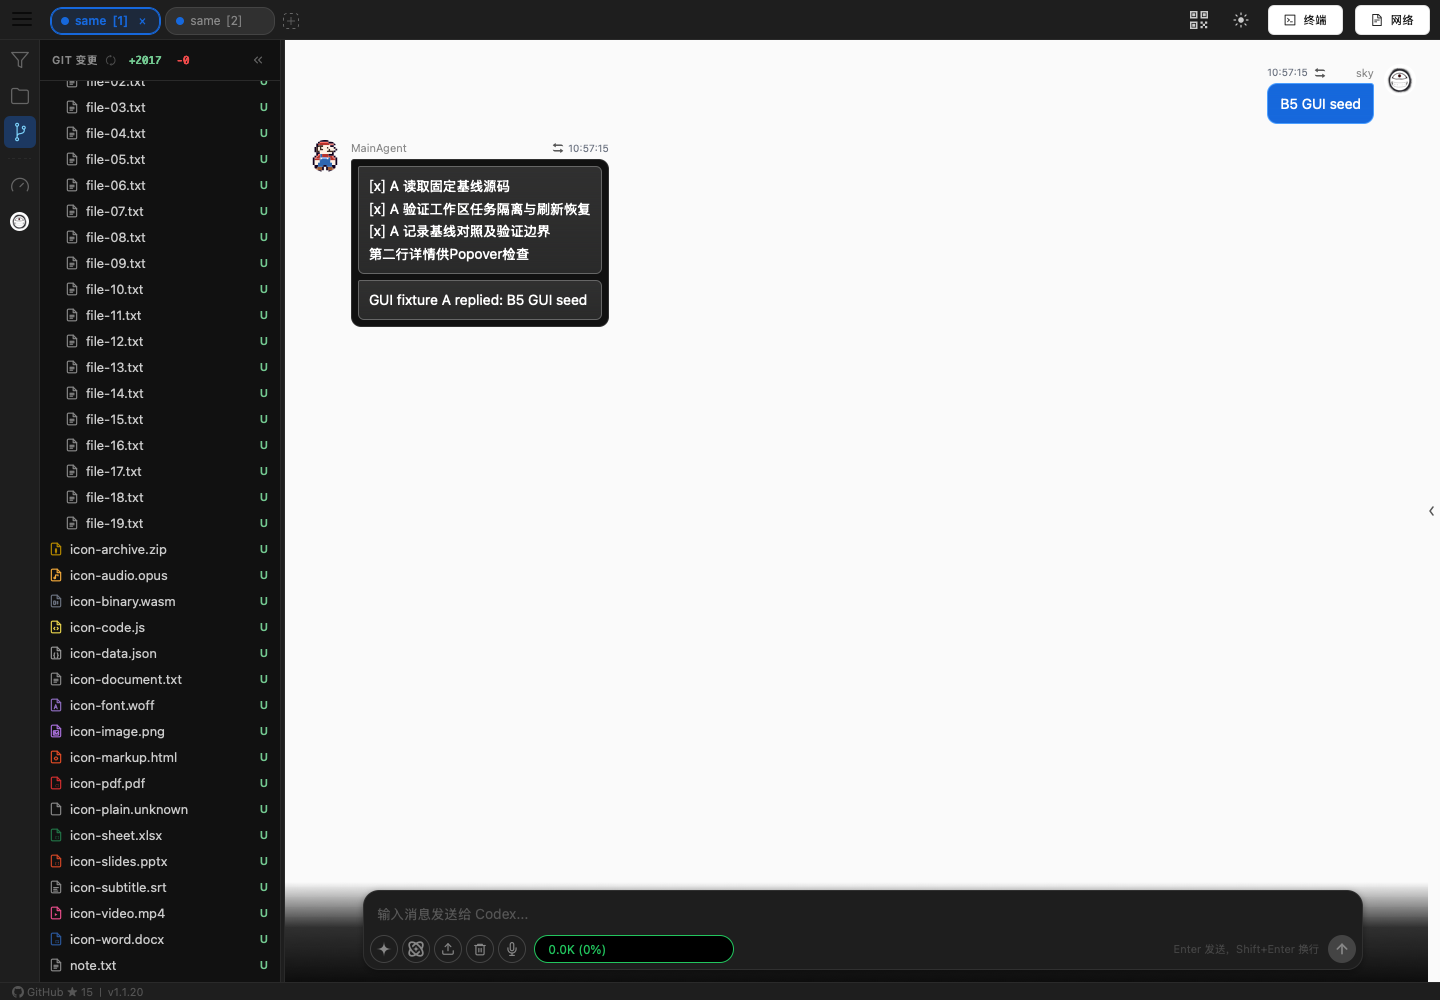 same [1] ×
same [2]
终端
网络
GIT 变更 +2017 -0
file-02.txt U
file-03.txt U
file-04.txt U
file-05.txt U
file-06.txt U
file-07.txt U
file-08.txt U
file-09.txt U
file-10.txt U
file-11.txt U
file-12.txt U
file-13.txt U
file-14.txt U
file-15.txt U
file-16.txt U
file-17.txt U
file-18.txt U
file-19.txt U
icon-archive.zip U
icon-audio.opus U
icon-binary.wasm U
icon-code.js U
icon-data.json U
icon-document.txt U
icon-font.woff U
icon-image.png U
icon-markup.html U
icon-pdf.pdf U
icon-plain.unknown U
icon-sheet.xlsx U
icon-slides.pptx U
icon-subtitle.srt U
icon-video.mp4 U
icon-word.docx U
note.txt U
10:57:15 sky
B5 GUI seed
MainAgent 10:57:15
[x] A 读取固定基线源码
[x] A 验证工作区任务隔离与刷新恢复
[x] A 记录基线对照及验证边界
第二行详情供Popover检查
GUI fixture A replied: B5 GUI seed
输入消息发送给 Codex...
0.0K (0%)
Enter 发送, Shift+Enter 换行
GitHub ★ 15 | v1.1.20